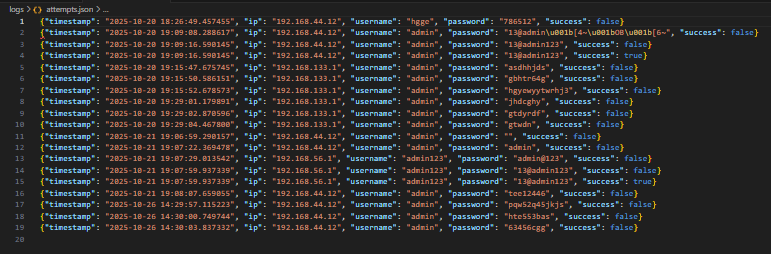 logs > {} attempts.json > ...
1 {"timestamp": "2025-10-20 18:26:49.457455", "ip": "192.168.44.12", "username": "hgge", "password": "786512", "success": false}
2 {"timestamp": "2025-10-20 19:09:08.288617", "ip": "192.168.44.12", "username": "admin", "password": "13@admin\u001b[4~\u001bOB\u001b[6~", "success": false}
3 {"timestamp": "2025-10-20 19:09:16.590145", "ip": "192.168.44.12", "username": "admin", "password": "13@admin123", "success": false}
4 {"timestamp": "2025-10-20 19:09:16.590145", "ip": "192.168.44.12", "username": "admin", "password": "13@admin123", "success": true}
5 {"timestamp": "2025-10-20 19:15:47.675745", "ip": "192.168.133.1", "username": "admin", "password": "asdhhjds", "success": false}
6 {"timestamp": "2025-10-20 19:15:50.586151", "ip": "192.168.133.1", "username": "admin", "password": "gbhtr64g", "success": false}
7 {"timestamp": "2025-10-20 19:15:52.678573", "ip": "192.168.133.1", "username": "admin", "password": "hgyewyytwrhj3", "success": false}
8 {"timestamp": "2025-10-20 19:29:01.179891", "ip": "192.168.133.1", "username": "admin", "password": "jhdcghy", "success": false}
9 {"timestamp": "2025-10-20 19:29:02.870596", "ip": "192.168.133.1", "username": "admin", "password": "gtdyrdf", "success": false}
10 {"timestamp": "2025-10-20 19:29:04.467800", "ip": "192.168.133.1", "username": "admin", "password": "gtwdn", "success": false}
11 {"timestamp": "2025-10-21 19:06:59.290157", "ip": "192.168.44.12", "username": "admin", "password": "", "success": false}
12 {"timestamp": "2025-10-21 19:07:22.369478", "ip": "192.168.44.12", "username": "admin", "password": "admin", "success": false}
13 {"timestamp": "2025-10-21 19:07:29.013542", "ip": "192.168.56.1", "username": "admin123", "password": "admin@123", "success": false}
14 {"timestamp": "2025-10-21 19:07:59.937339", "ip": "192.168.56.1", "username": "admin123", "password": "13@admin123", "success": false}
15 {"timestamp": "2025-10-21 19:07:59.937339", "ip": "192.168.56.1", "username": "admin123", "password": "13@admin123", "success": true}
16 {"timestamp": "2025-10-21 19:08:07.659055", "ip": "192.168.44.12", "username": "admin", "password": "tee12446", "success": false}
17 {"timestamp": "2025-10-26 14:29:57.115223", "ip": "192.168.44.12", "username": "admin", "password": "pqw52q45jkjs", "success": false}
18 {"timestamp": "2025-10-26 14:30:00.749744", "ip": "192.168.44.12", "username": "admin", "password": "hte553bas", "success": false}
19 {"timestamp": "2025-10-26 14:30:03.837332", "ip": "192.168.44.12", "username": "admin", "password": "63456cgg", "success": false}
20